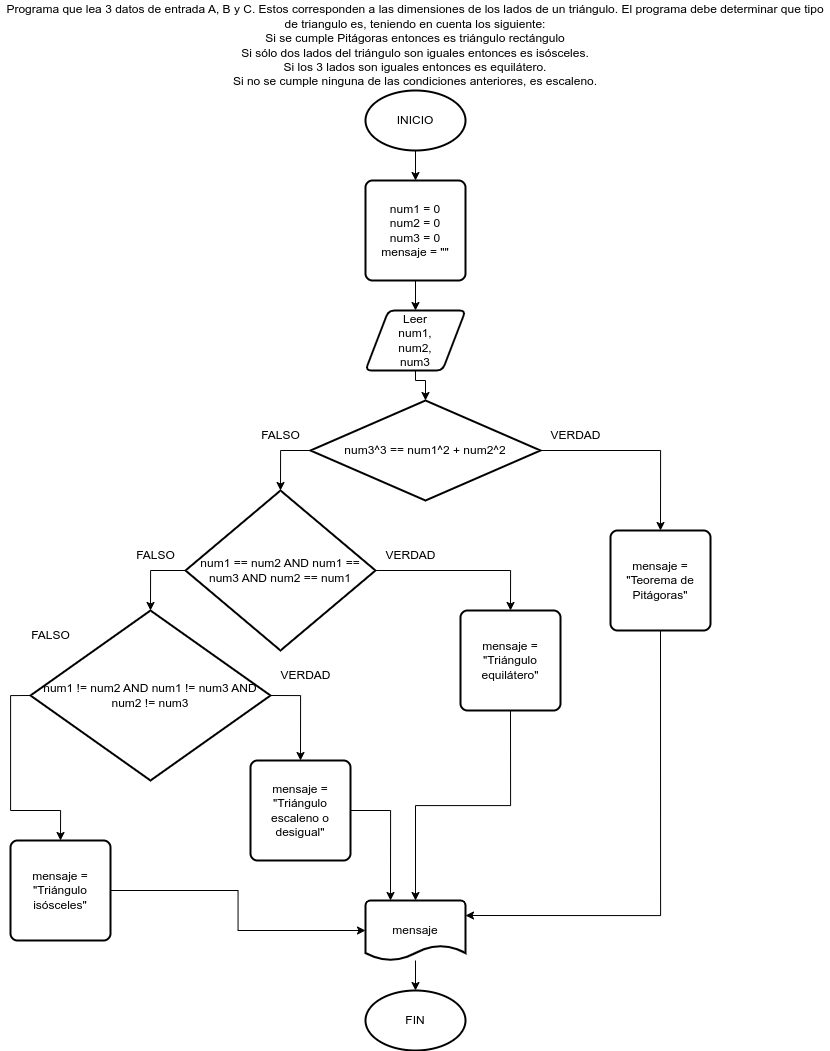 Programa que lea 3 datos de entrada A, B y C. Estos corresponden a las dimensiones de los lados de un triángulo. El programa debe determinar que tipo
de triangulo es, teniendo en cuenta los siguiente:
Si se cumple Pitágoras entonces es triángulo rectángulo
Si sólo dos lados del triángulo son iguales entonces es isósceles.
Si los 3 lados son iguales entonces es equilátero.
Si no se cumple ninguna de las condiciones anteriores, es escaleno.
INICIO
num1 = 0
num2 = 0
num3 = 0
mensaje = ""
Leer
num1,
num2,
num3
FALSO
VERDAD
num3^3 == num1^2 + num2^2
FALSO
VERDAD
num1 == num2 AND num1 ==
num3 AND num2 == num1
mensaje =
"Teorema de
Pitágoras"
FALSO
VERDAD
num1 != num2 AND num1 != num3 AND
num2 != num3
mensaje =
"Triángulo
equilátero"
mensaje =
"Triángulo
escaleno o
desigual"
mensaje =
"Triángulo
isósceles"
mensaje
FIN